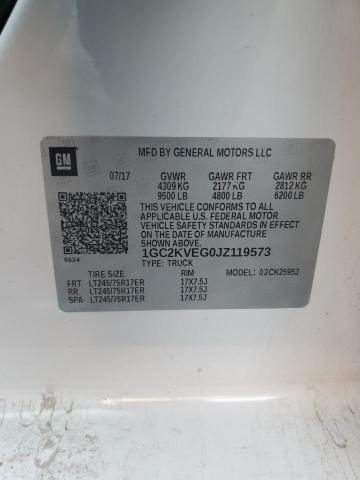 GM
MFD BY GENERAL MOTORS LLC
07/17 GVWR GAWR FRT GAWR RR
4309 KG 2177 KG 2812 KG
9500 LB 4800 LB 6200 LB
THIS VEHICLE CONFORMS TO ALL
APPLICABLE U.S. FEDERAL MOTOR
VEHICLE SAFETY STANDARDS IN
EFFECT ON THE DATE OF
MANUFACTURE SHOWN ABOVE.
1GC2KVEG0JZ119573
0624 TYPE: TRUCK
TIRE SIZE RIM MODEL: 03CK25953
FRT LT245/75R17ER 17X7.5J
RR LT245/75R17ER 17X7.5J
SPA LT245/75R17ER 17X7.5J